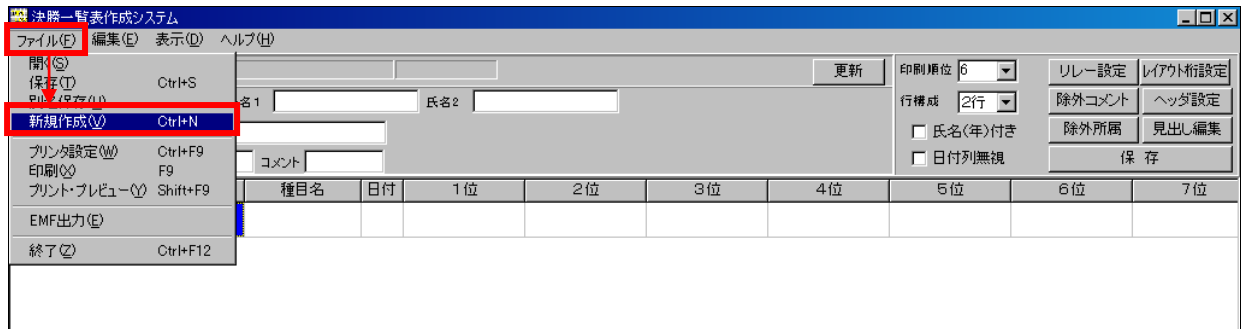 決勝一覧表作成システム
ファイル(F) 編集(E) 表示(D) ヘルプ(H)
開く(S)
保存(T) Ctrl+S
別名保存(U)
新規作成(V) Ctrl+N
プリンタ設定(W) Ctrl+F9
印刷(X) F9
プリント・プレビュー(Y) Shift+F9
EMF出力(E)
終了(Z) Ctrl+F12
更新
名1 氏名2
コメント
印刷順位 6
行構成 2行
氏名(年)付き
日付列無視
リレー設定 レイアウト桁設定
除外コメント ヘッダ設定
除外所属 見出し編集
保 存
種目名 日付 1位 2位 3位 4位 5位 6位 7位